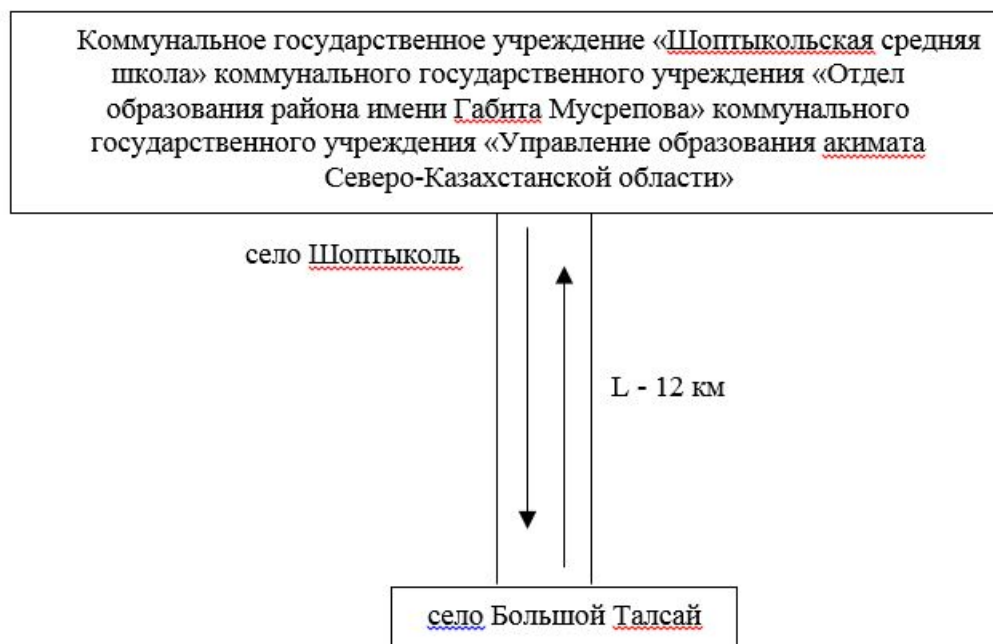 Коммунальное государственное учреждение «Шоптыкольская средняя
школа» коммунального государственного учреждения «Отдел
образования района имени Габита Мусрепова» коммунального
государственного учреждения «Управление образования акимата
Северо-Казахстанской области»
село Шоптыколь
L - 12 км
село Большой Талсай